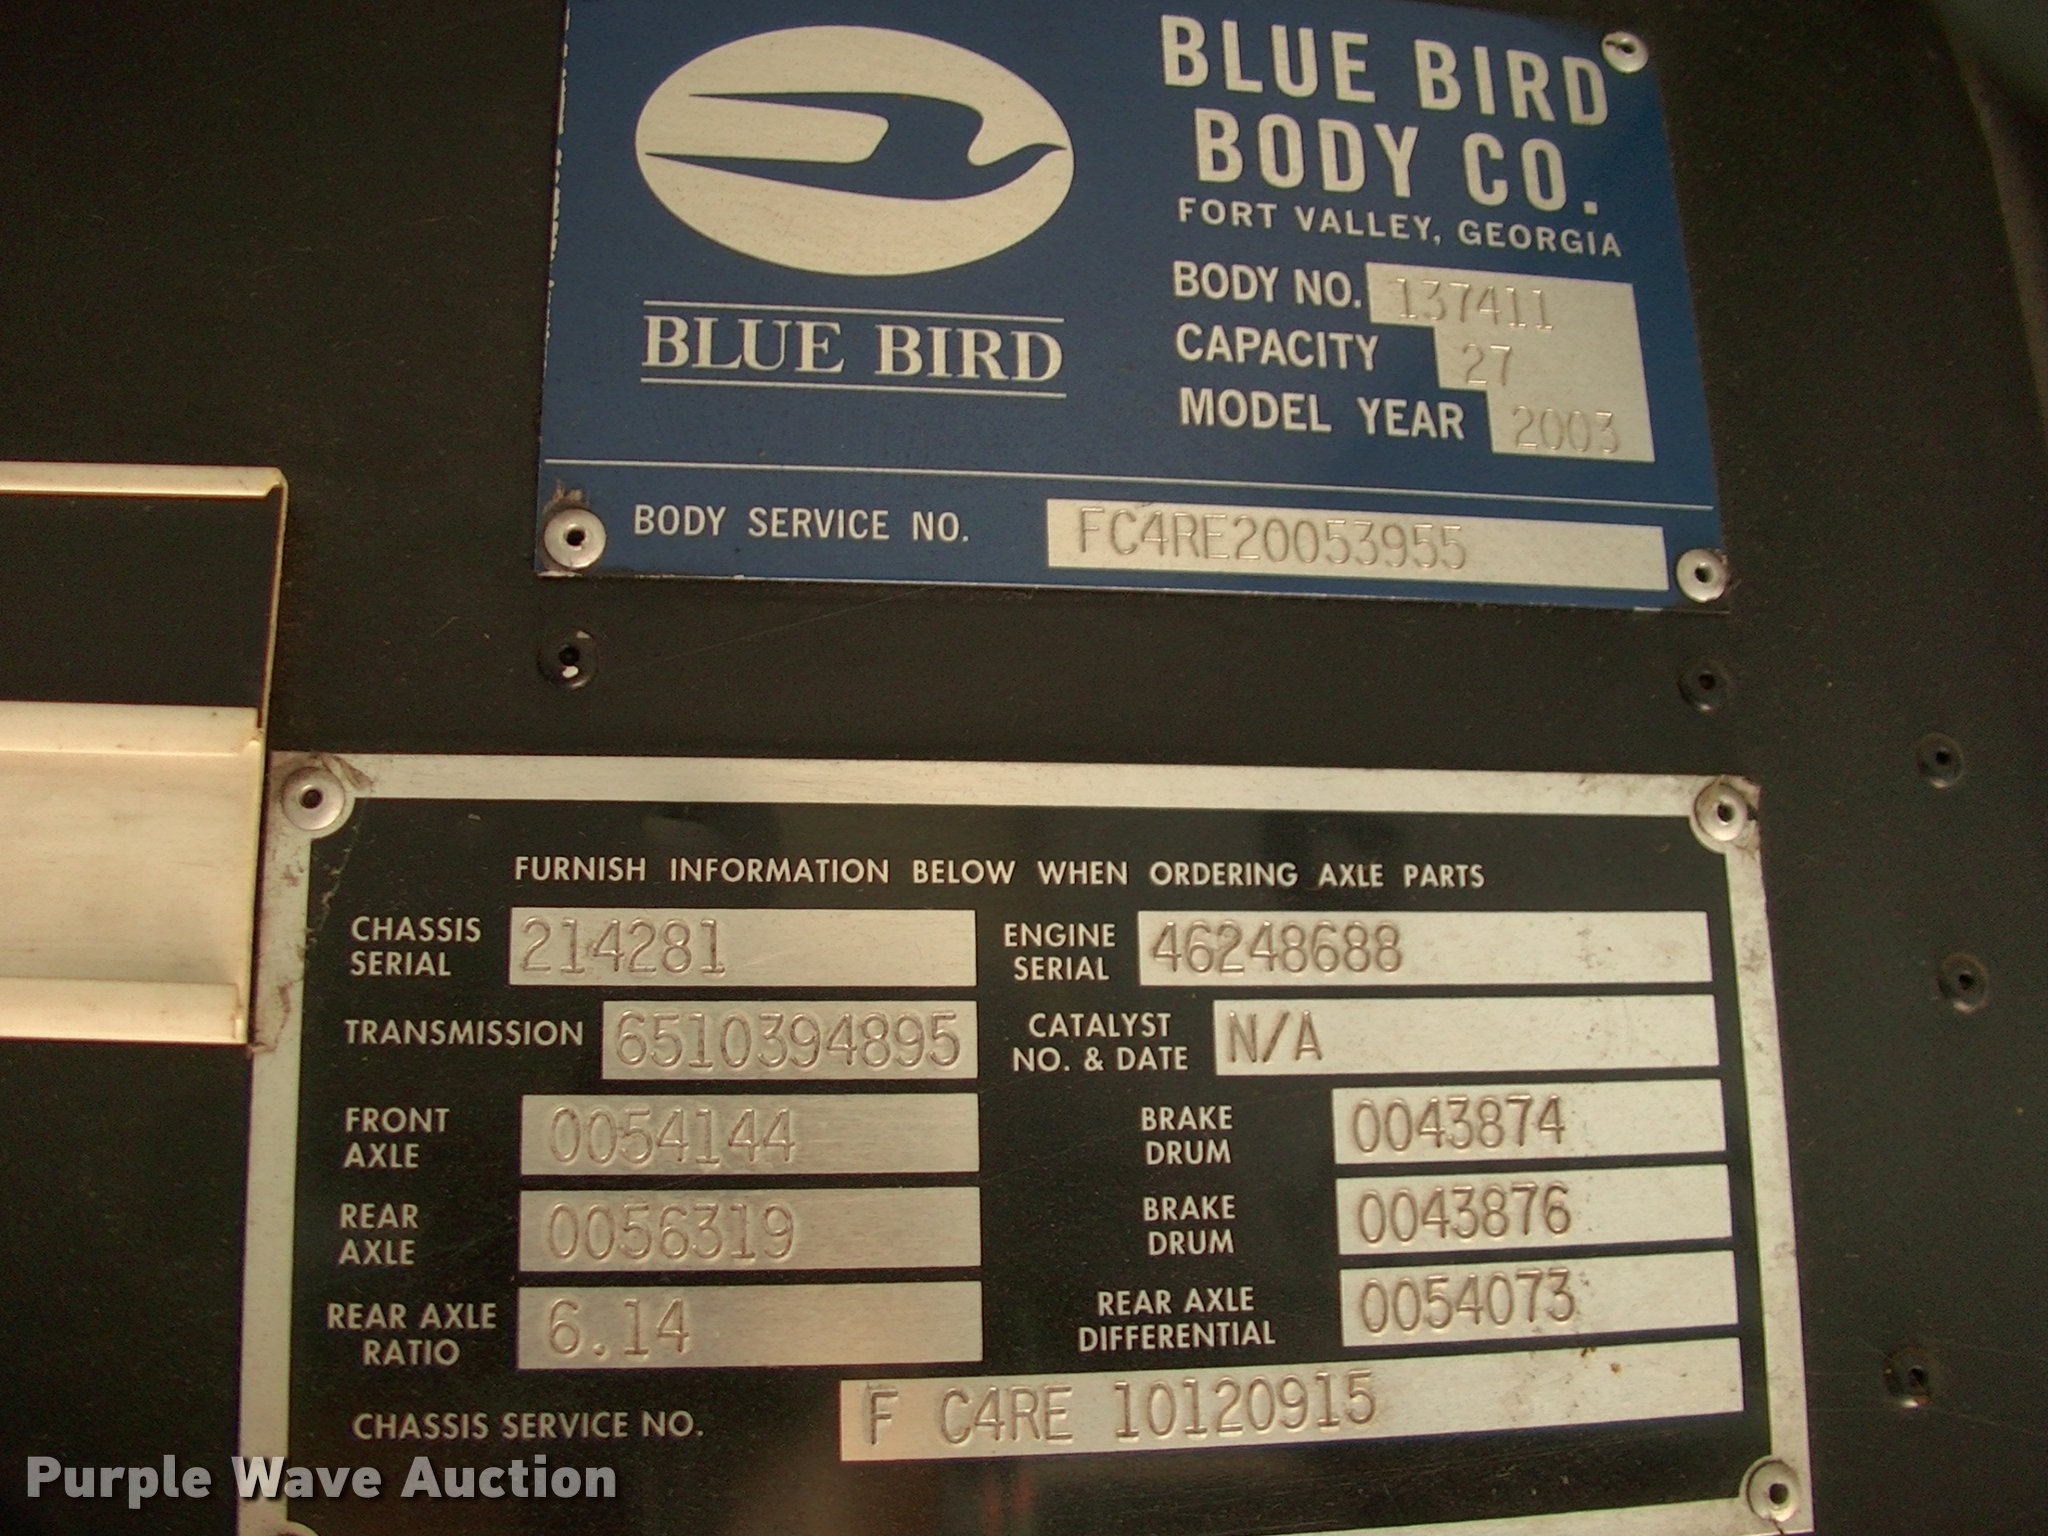 BLUE BIRD
BODY CO.
FORT VALLEY, GEORGIA
BODY NO. 137411
CAPACITY 27
MODEL YEAR 2003
BLUE BIRD
BODY SERVICE NO. FC4RE20053955
FURNISH INFORMATION BELOW WHEN ORDERING AXLE PARTS
CHASSIS SERIAL 214281
ENGINE SERIAL 46248688
TRANSMISSION 6510394895
CATALYST NO. & DATE N/A
FRONT AXLE 0054144
BRAKE DRUM 0043874
REAR AXLE 0056319
BRAKE DRUM 0043876
REAR AXLE RATIO 6.14
REAR AXLE DIFFERENTIAL 0054073
CHASSIS SERVICE NO. F C4RE 10120915
Purple Wave Auction